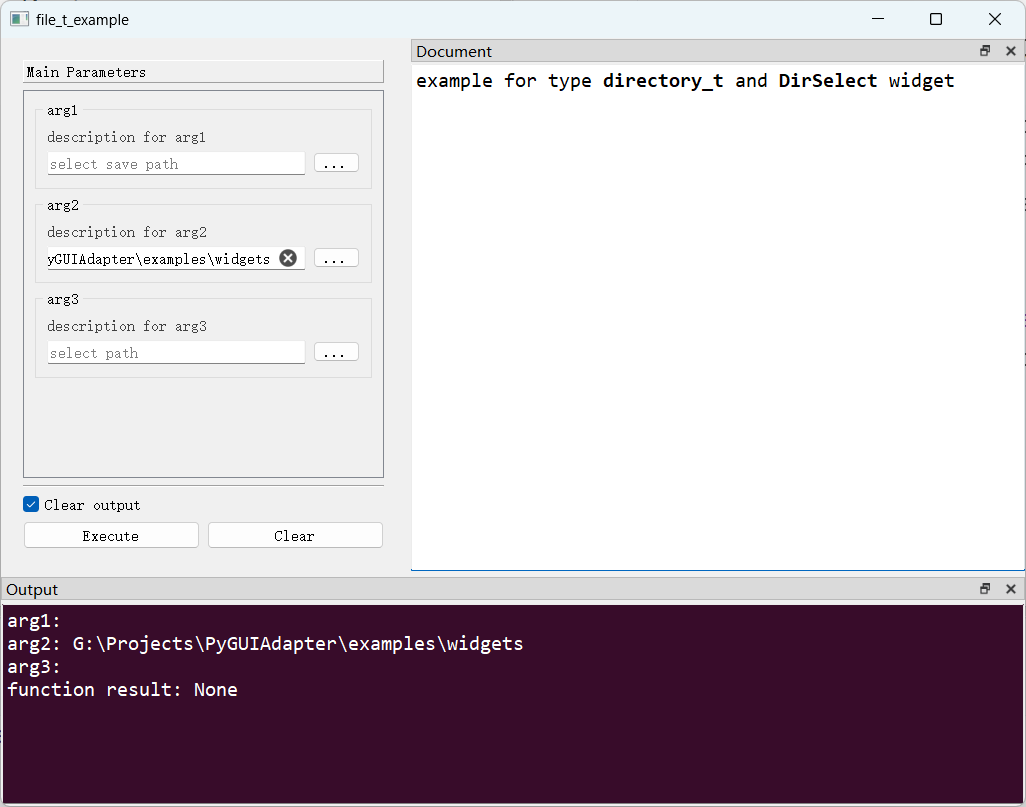 file_t_example
Main Parameters
arg1
description for arg1
select save path
...
arg2
description for arg2
yGUIAdapter\examples\widgets
...
arg3
description for arg3
select path
...
Clear output
Execute
Clear
Document
example for type directory_t and DirSelect widget
Output
arg1:
arg2: G:\Projects\PyGUIAdapter\examples\widgets
arg3:
function result: None